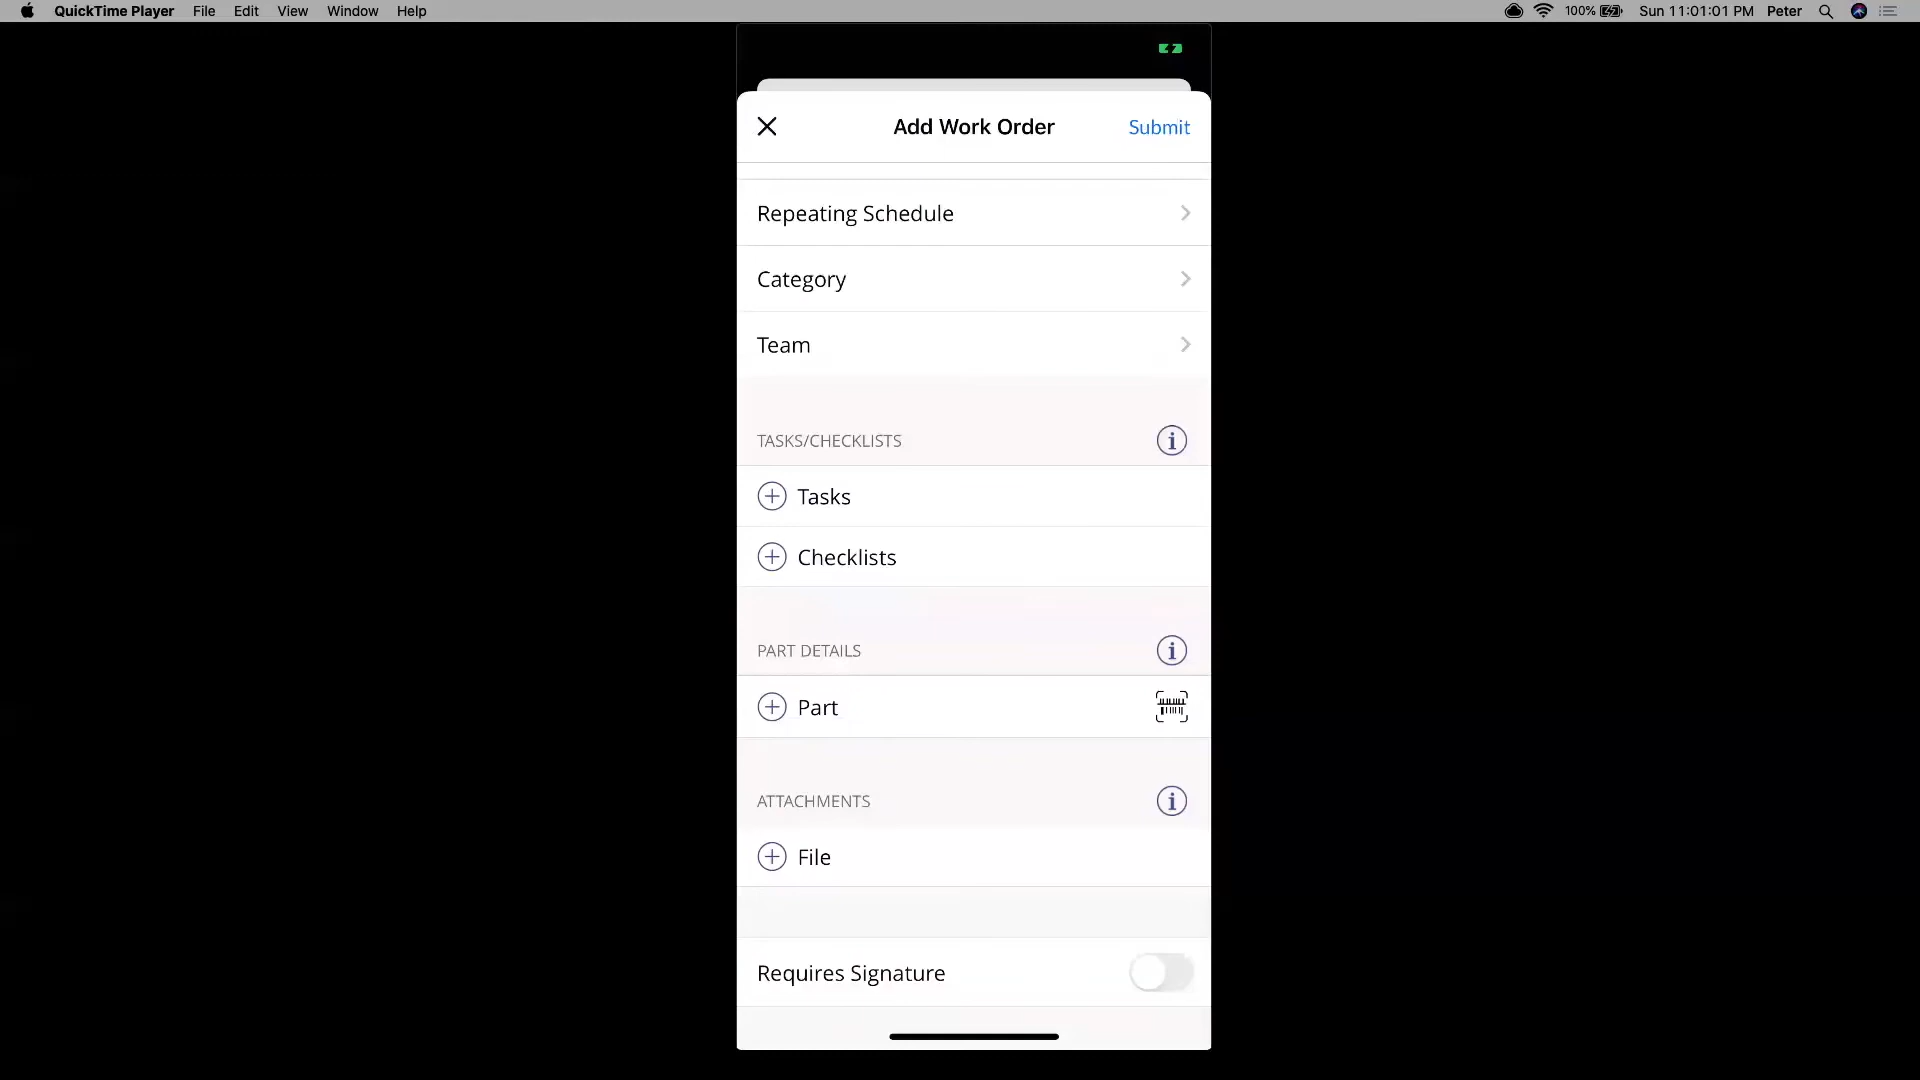 QuickTime Player File Edit View Window Help 100% Sun 11:01:01 PM Peter
Add Work Order Submit
Repeating Schedule
Category
Team
TASKS/CHECKLISTS
Tasks
Checklists
PART DETAILS
Part
ATTACHMENTS
File
Requires Signature